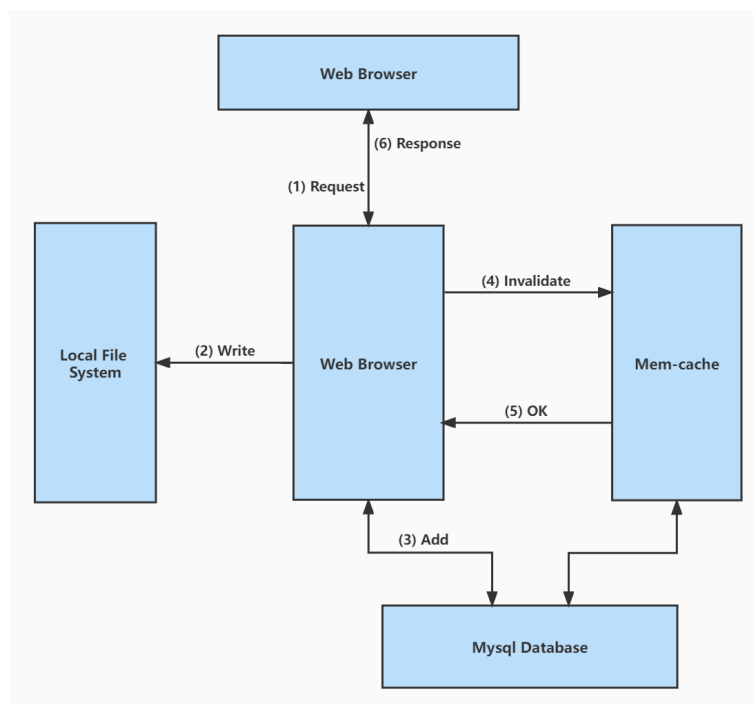 Web Browser
(6) Response
(1) Request
(4) Invalidate
(2) Write
Local File
System
Web Browser
Mem-cache
(5) OK
(3) Add
Mysql Database